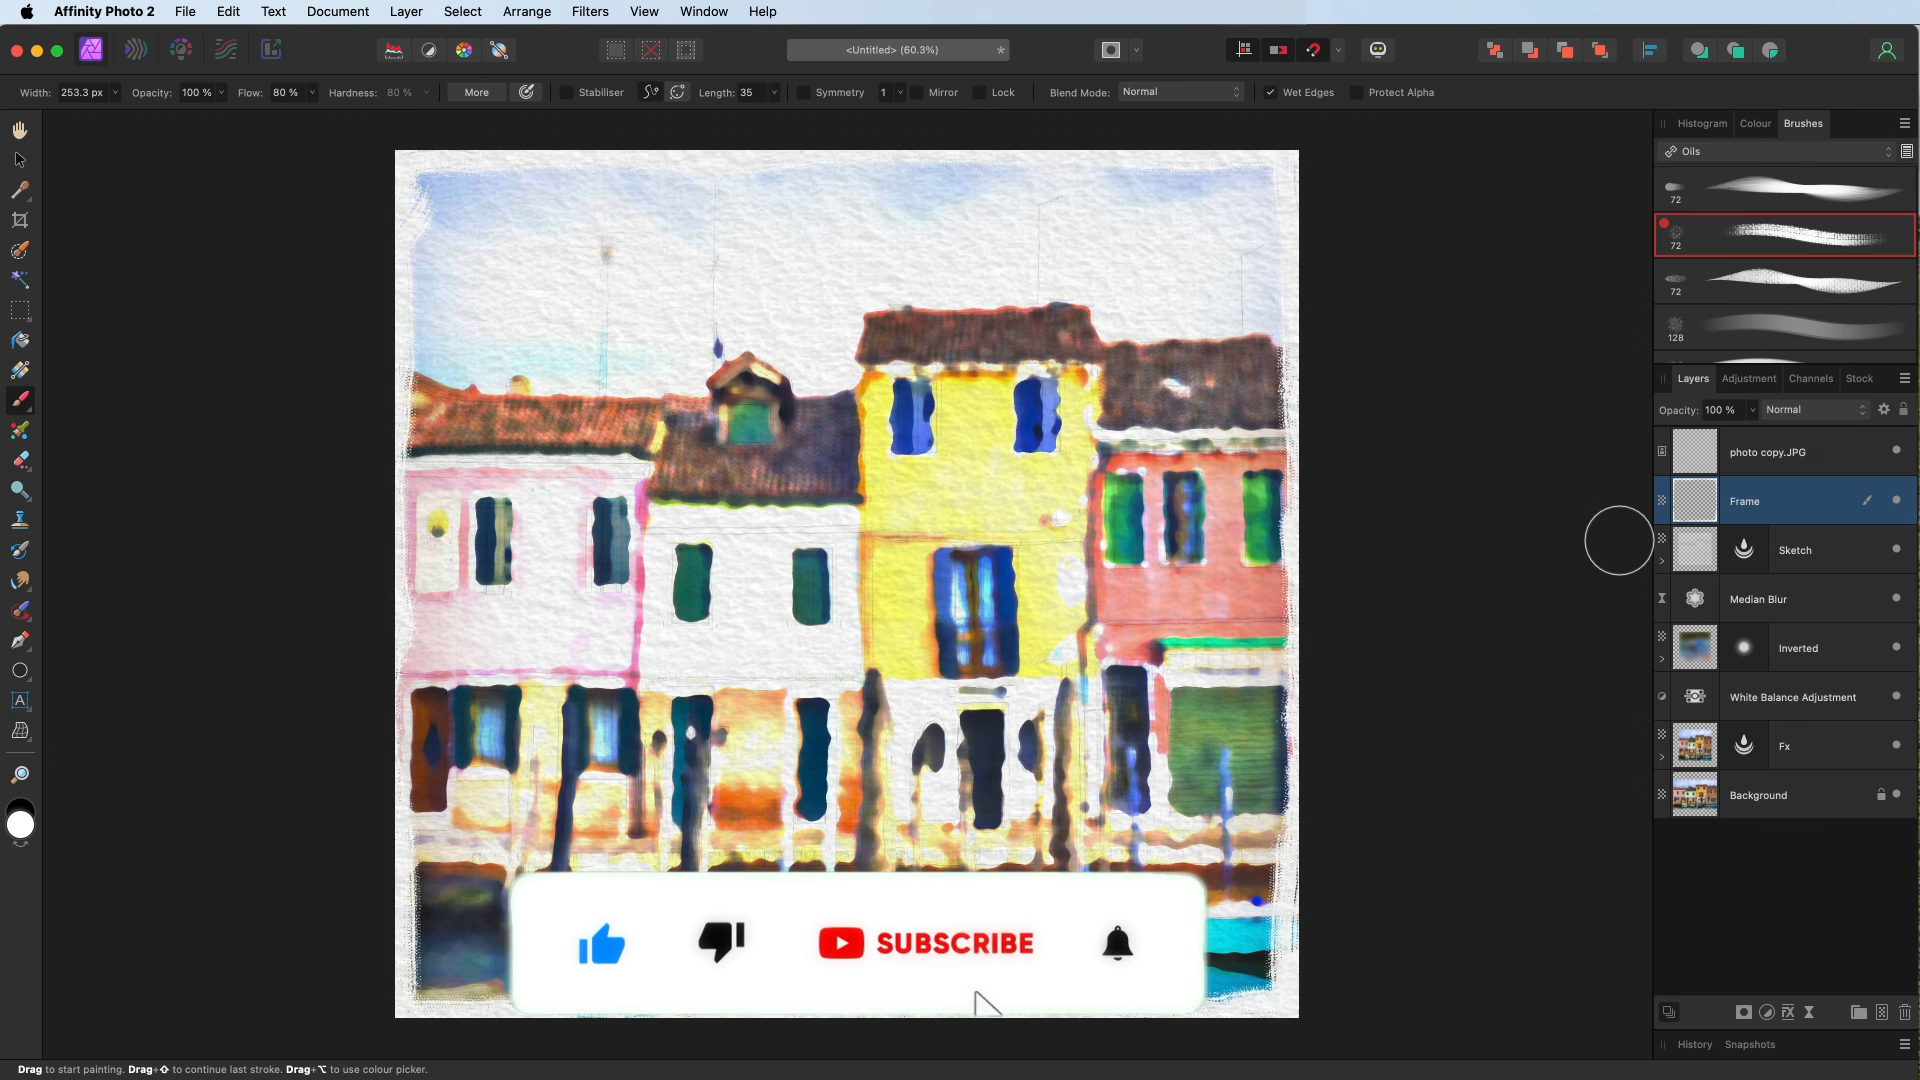 Affinity Photo 2 File Edit Text Document Layer Select Arrange Filters View Window Help
<Untitled> (60.3%) *
Width: 253.3 px Opacity: 100 % Flow: 80 % Hardness: 80 % More Stabiliser Length: 35 Symmetry 1 Mirror Lock Blend Mode: Normal Wet Edges Protect Alpha
Histogram Colour Brushes
Oils
72
72
72
128
Layers Adjustment Channels Stock
Opacity: 100 % Normal
photo copy.JPG
Frame
Sketch
Median Blur
Inverted
White Balance Adjustment
Fx
Background
SUBSCRIBE
History Snapshots
Drag to start painting. Drag+⇧ to continue last stroke. Drag+⌥ to use colour picker.